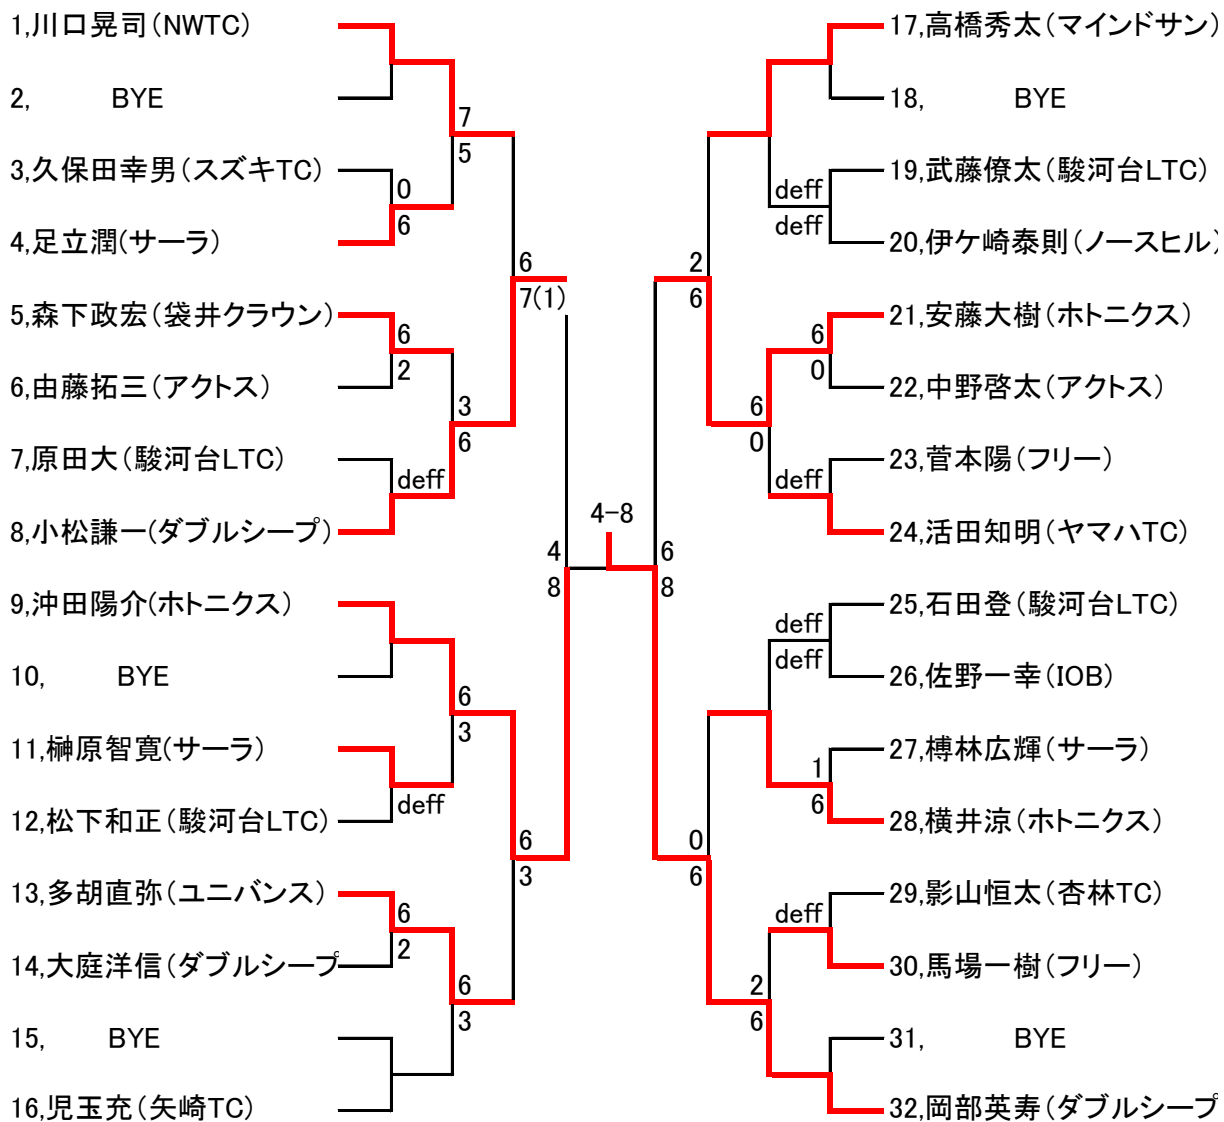 1,川口晃司(NWTC)
2, BYE
7
5
3,久保田幸男(スズキTC)
0
6
4,足立潤(サーラ)
6
7(1)
5,森下政宏(袋井クラウン)
6
2
6,由藤拓三(アクトス)
3
6
7,原田大(駿河台LTC)
deff
8,小松謙一(ダブルシープ)
4
8
9,沖田陽介(ホトニクス)
10, BYE
6
3
11,榊原智寛(サーラ)
deff
12,松下和正(駿河台LTC)
6
3
13,多胡直弥(ユニバンス)
6
2
14,大庭洋信(ダブルシープ
6
3
15, BYE
16,児玉充(矢崎TC)
4-8
17,高橋秀太(マインドサン)
18, BYE
19,武藤僚太(駿河台LTC)
deff
deff
20,伊ケ崎泰則(ノースヒル)
2
6
21,安藤大樹(ホトニクス)
6
0
22,中野啓太(アクトス)
6
0
23,菅本陽(フリー)
deff
24,活田知明(ヤマハTC)
6
8
25,石田登(駿河台LTC)
deff
deff
26,佐野一幸(IOB)
27,榑林広輝(サーラ)
1
6
28,横井涼(ホトニクス)
0
6
29,影山恒太(杏林TC)
deff
30,馬場一樹(フリー)
2
6
31, BYE
32,岡部英寿(ダブルシープ